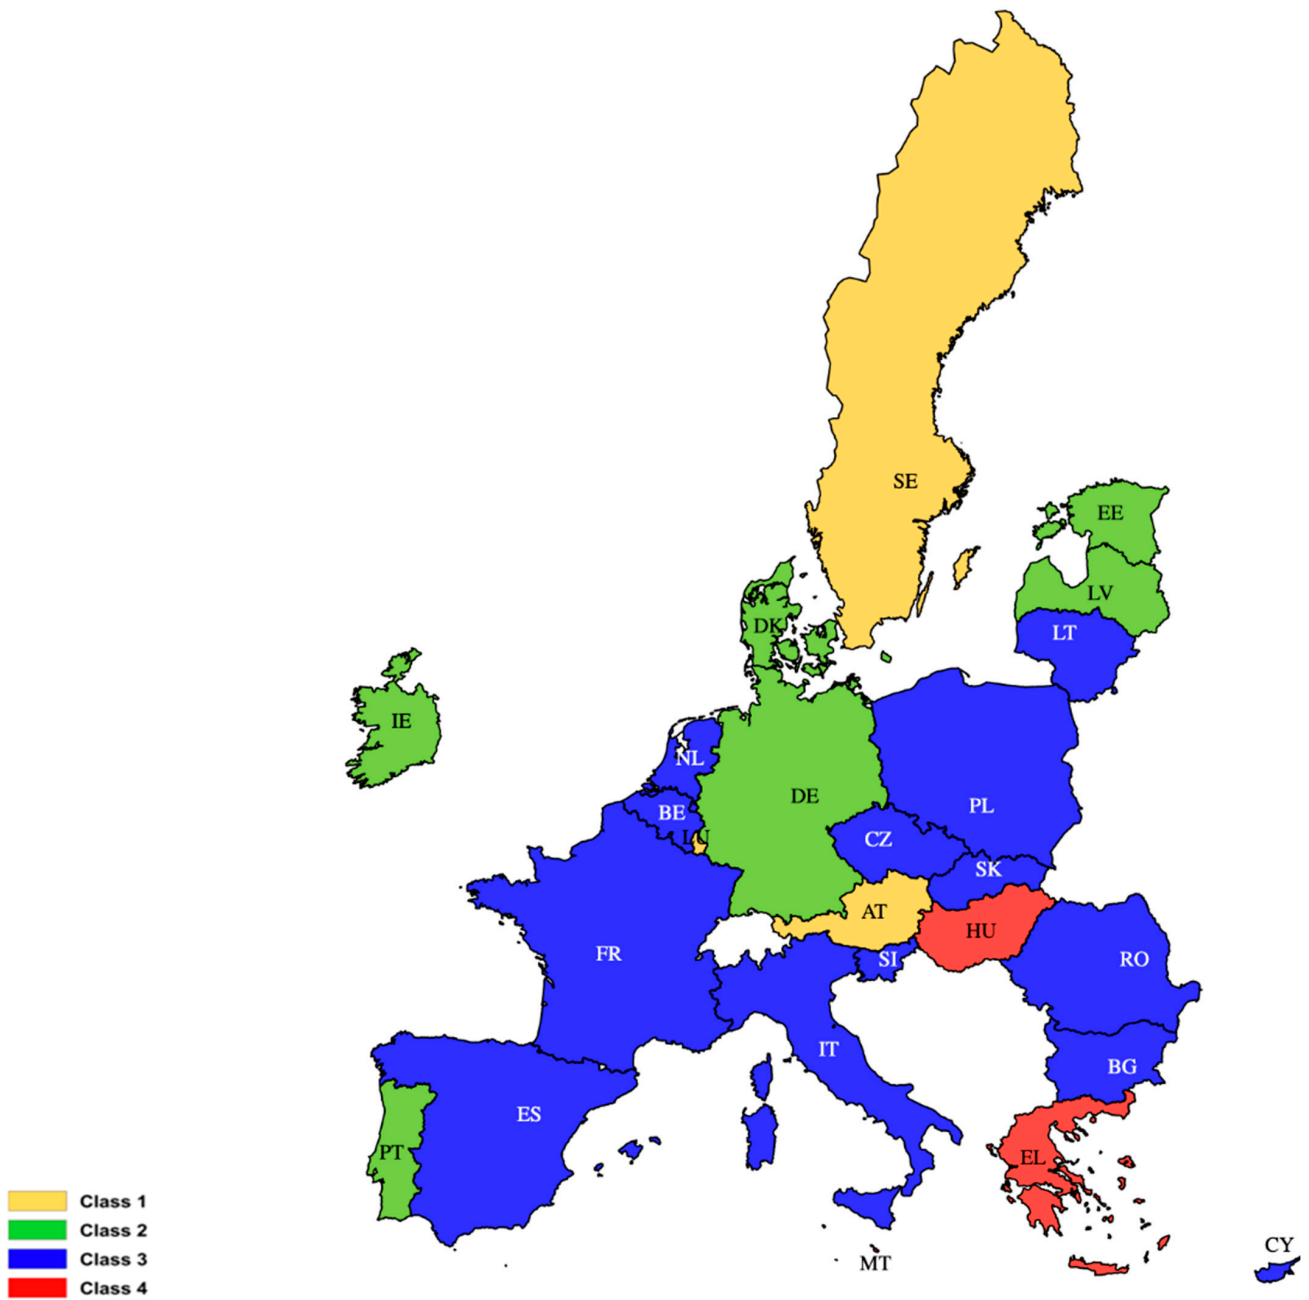 SE
EE
LV
DK
LT
IE
NL
DE
PL
BE
LU
CZ
SK
AT
HU
FR
SI
RO
IT
BG
ES
PT
EL
Class 1
Class 2
CY
Class 3
MT
Class 4